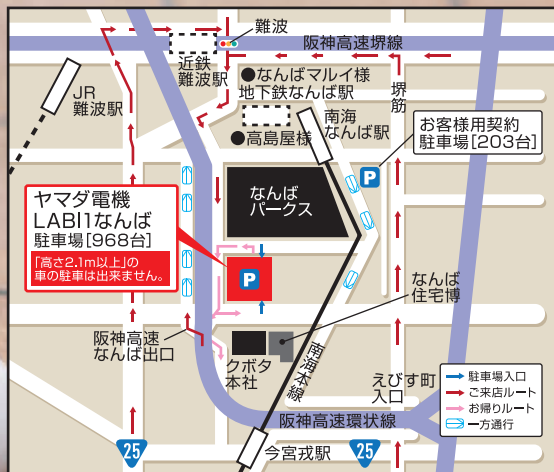 難波
阪神高速堺線
近鉄
難波駅
●なんばマルイ様
地下鉄なんば駅
JR
難波駅
堺
筋
南海
なんば駅
●高島屋様
お客様用契約
駐車場[203台]
P
なんば
パークス
ヤマダ電機
LABI1なんば
駐車場[968台]
「高さ2.1m以上」の
車の駐車は出来ません。
P
なんば
住宅博
阪神高速
なんば出口
クボタ
本社
南海本線
えびす町
入口
駐車場入口
ご来店ルート
お帰りルート
一方通行
阪神高速環状線
25
今宮戎駅
25